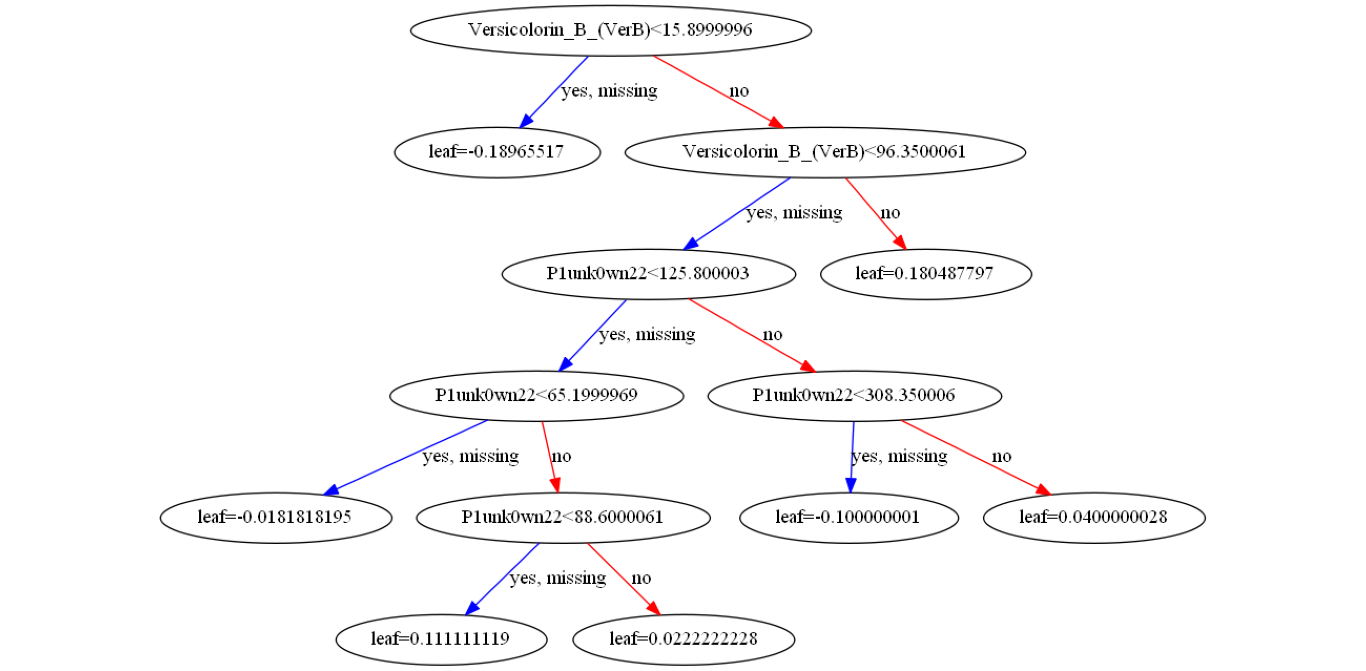 Versicolorin_B_(VerB)<15.8999996
yes, missing
no
leaf=-0.18965517
Versicolorin_B_(VerB)<96.3500061
yes, missing
no
P1unk0wn22<125.800003
leaf=0.180487797
yes, missing
no
P1unk0wn22<65.1999969
P1unk0wn22<308.350006
yes, missing
no
yes, missing
no
leaf=-0.0181818195
P1unk0wn22<88.6000061
leaf=-0.100000001
leaf=0.0400000028
yes, missing
no
leaf=0.111111119
leaf=0.0222222228